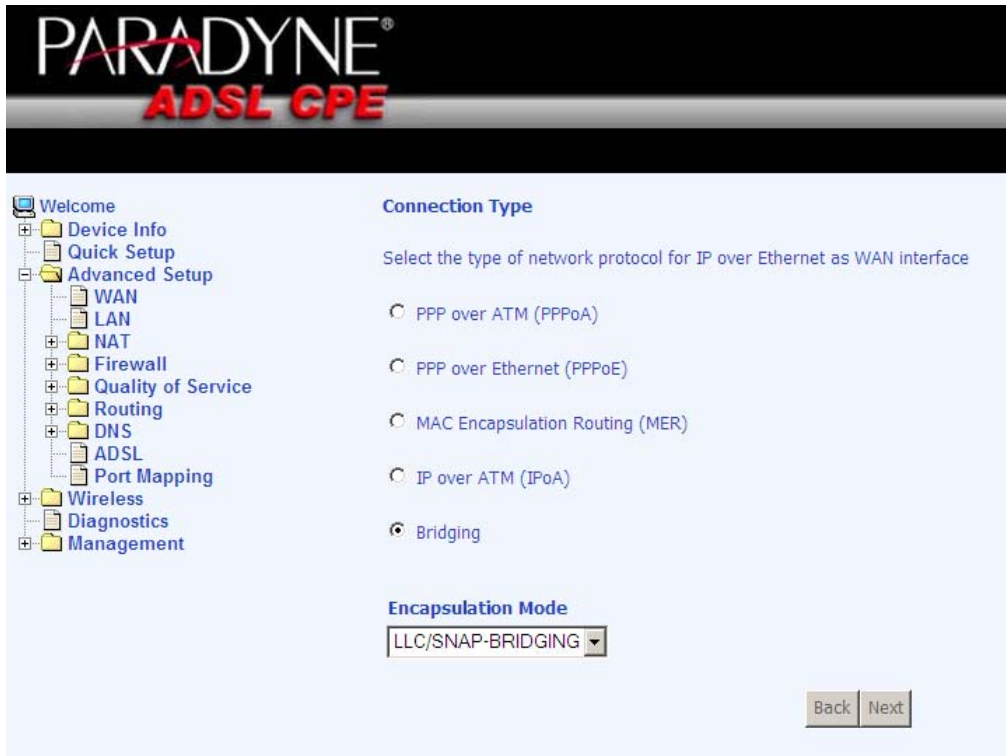 PARADYNE®
ADSL CPE
Welcome
Device Info
Quick Setup
Advanced Setup
WAN
LAN
NAT
Firewall
Quality of Service
Routing
DNS
ADSL
Port Mapping
Wireless
Diagnostics
Management
Connection Type
Select the type of network protocol for IP over Ethernet as WAN interface
PPP over ATM (PPPoA)
PPP over Ethernet (PPPoE)
MAC Encapsulation Routing (MER)
IP over ATM (IPoA)
Bridging
Encapsulation Mode
LLC/SNAP-BRIDGING
Back Next